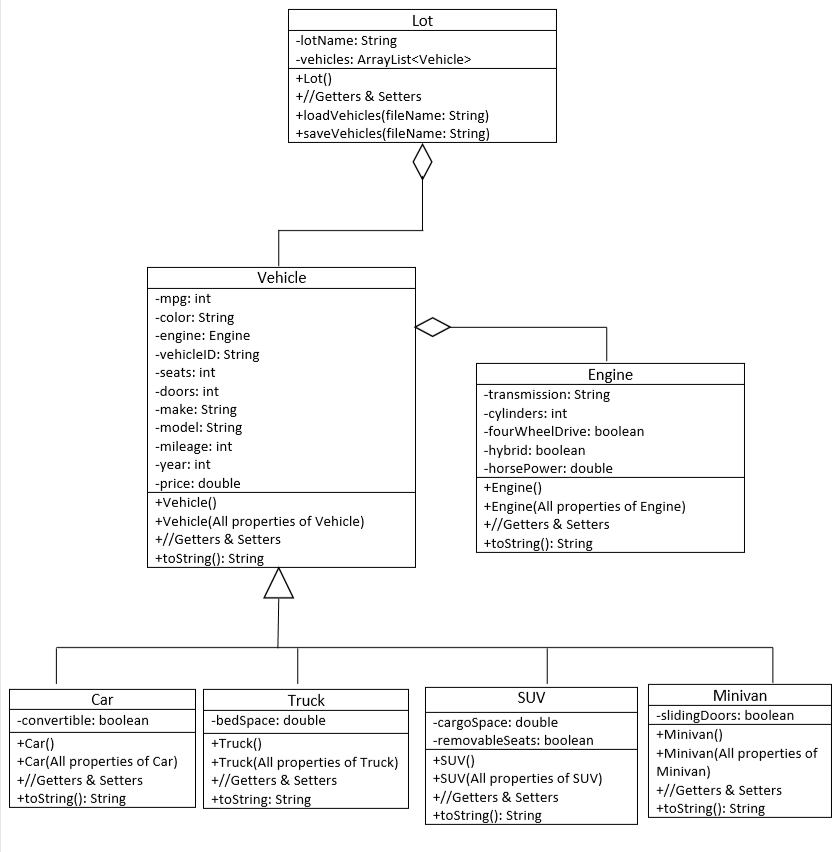 Lot
-lotName: String
-vehicles: ArrayList<Vehicle>
+Lot()
+//Getters & Setters
+loadVehicles(fileName: String)
+saveVehicles(fileName: String)
Vehicle
-mpg: int
-color: String
-engine: Engine
-vehicleID: String
-seats: int
-doors: int
-make: String
-model: String
-mileage: int
-year: int
-price: double
+Vehicle()
+Vehicle(All properties of Vehicle)
+//Getters & Setters
+toString(): String
Engine
-transmission: String
-cylinders: int
-fourWheelDrive: boolean
-hybrid: boolean
-horsePower: double
+Engine()
+Engine(All properties of Engine)
+//Getters & Setters
+toString(): String
Car
-convertible: boolean
+Car()
+Car(All properties of Car)
+//Getters & Setters
+toString(): String
Truck
-bedSpace: double
+Truck()
+Truck(All properties of Truck)
+//Getters & Setters
+toString: String
SUV
-cargoSpace: double
-removableSeats: boolean
+SUV()
+SUV(All properties of SUV)
+//Getters & Setters
+toString(): String
Minivan
-slidingDoors: boolean
+Minivan()
+Minivan(All properties of
Minivan)
+//Getters & Setters
+toString(): String